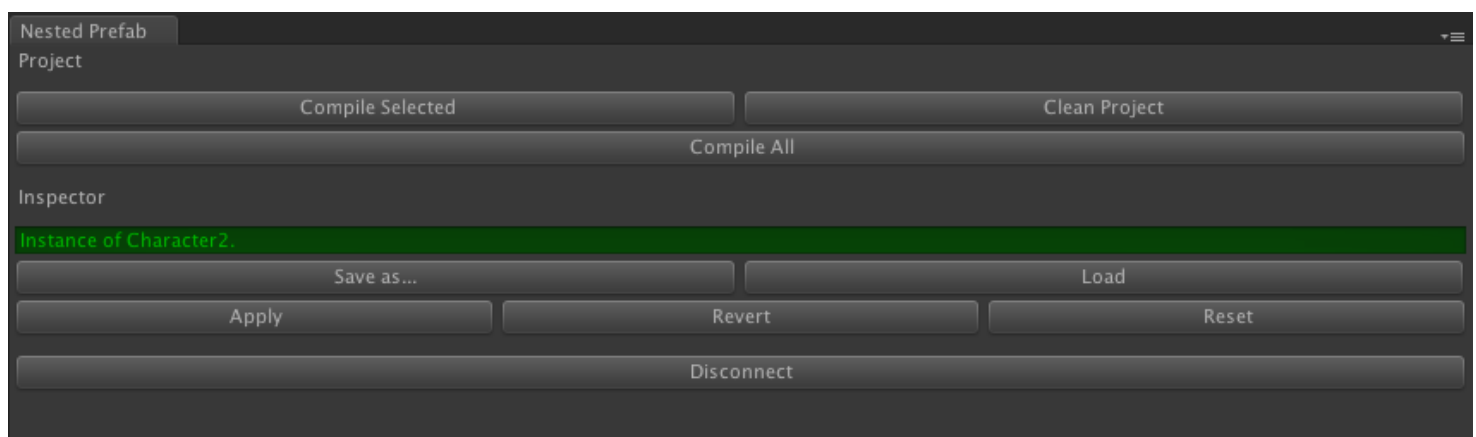 Nested Prefab
Project
Compile Selected Clean Project
Compile All
Inspector
Instance of Character2.
Save as... Load
Apply Revert Reset
Disconnect